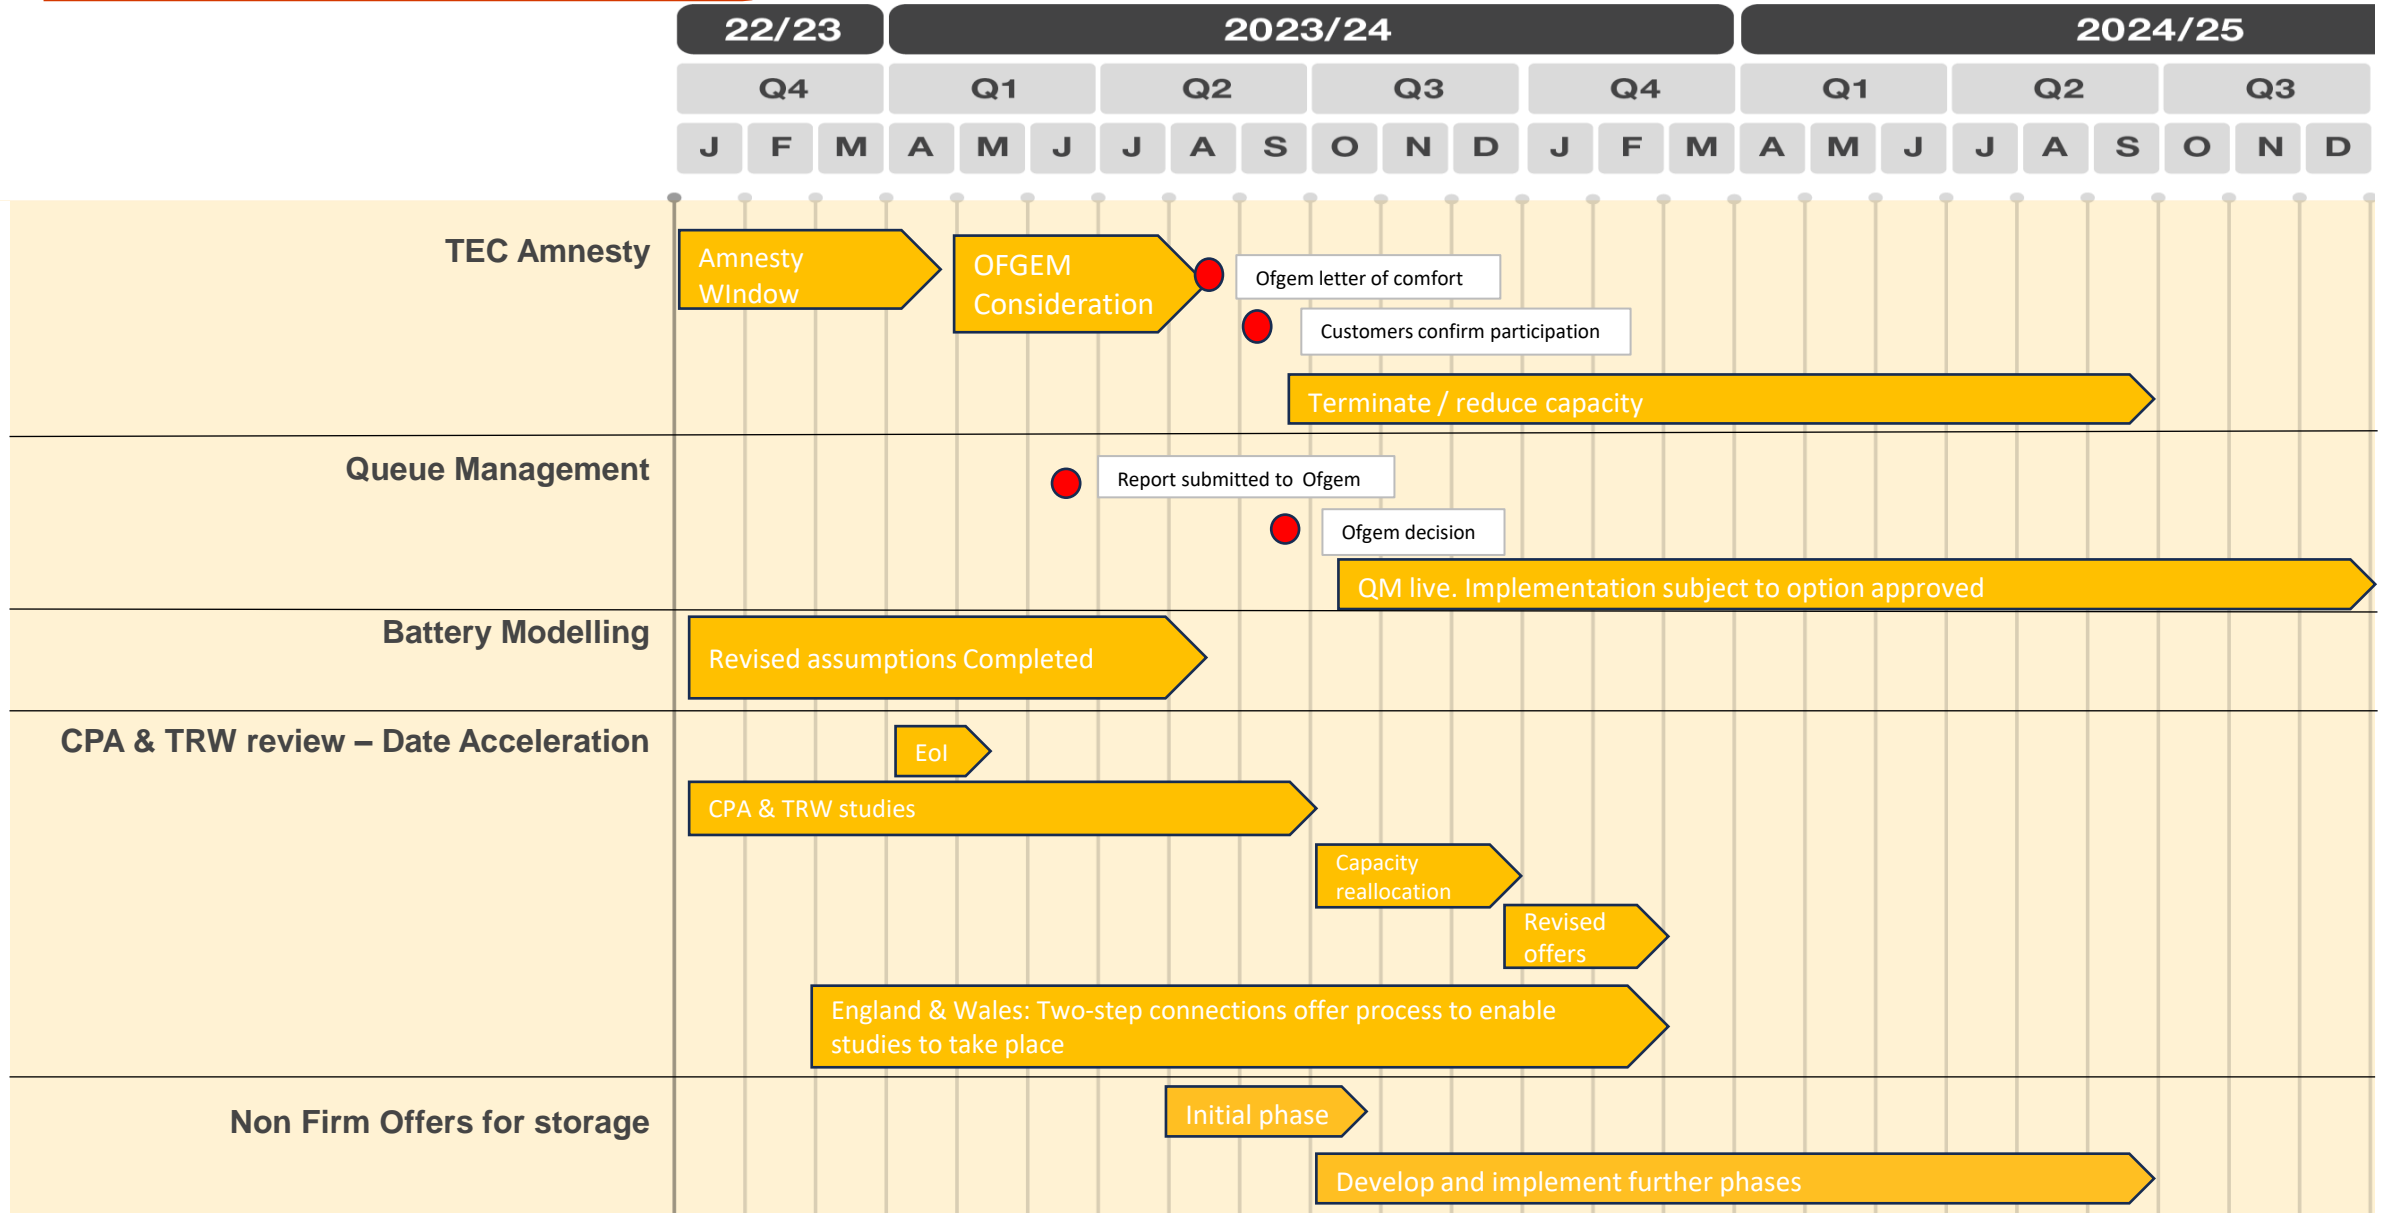 22/23 2023/24 2024/25
Q4 Q1 Q2 Q3 Q4 Q1 Q2 Q3
J F M A M J J A S O N D J F M A M J J A S O N D
TEC Amnesty
Amnesty
WIndow
OFGEM
Consideration
Ofgem letter of comfort
Customers confirm participation
Terminate / reduce capacity
Queue Management
Report submitted to Ofgem
Ofgem decision
QM live. Implementation subject to option approved
Battery Modelling
Revised assumptions Completed
CPA & TRW review – Date Acceleration
EoI
CPA & TRW studies
Capacity
reallocation
Revised
offers
England & Wales: Two-step connections offer process to enable
studies to take place
Non Firm Offers for storage
Initial phase
Develop and implement further phases